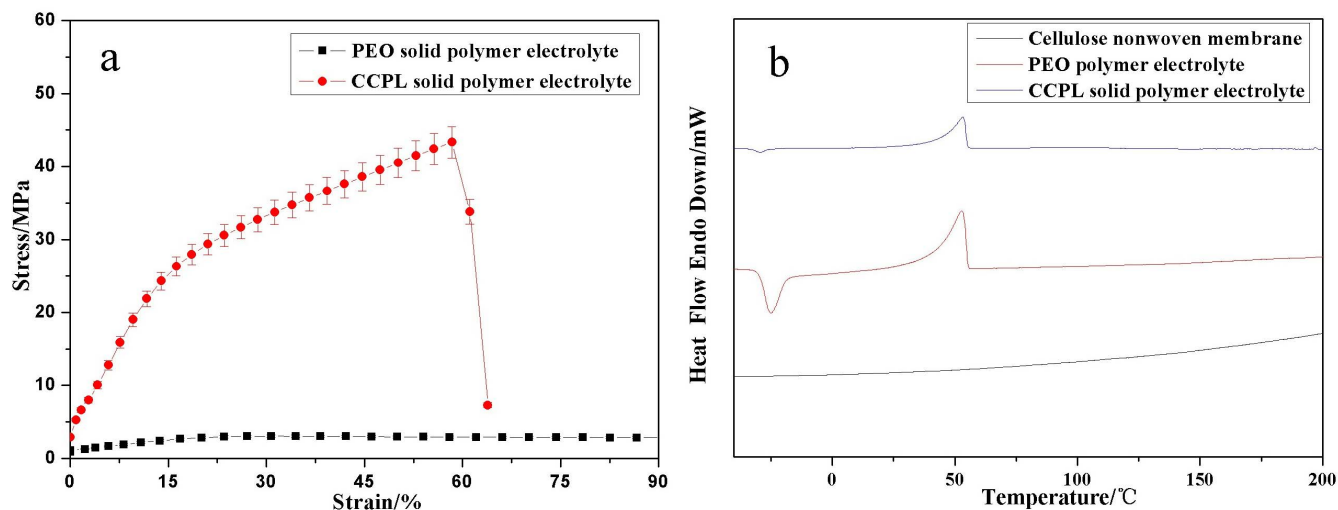 a
PEO solid polymer electrolyte
CCPL solid polymer electrolyte
Stress/MPa
60
50
40
30
20
10
0
0 15 30 45 60 75 90
Strain/%
b
Cellulose nonwoven membrane
PEO polymer electrolyte
CCPL solid polymer electrolyte
Heat Flow Endo Down/mW
0 50 100 150 200
Temperature/℃